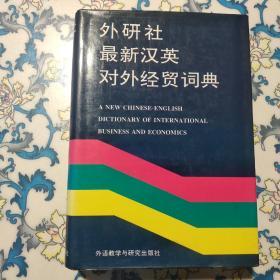 外研社
最新汉英
对外经贸词典
A NEW CHINESE-ENGLISH
DICTIONARY OF INTERNATIONAL
BUSINESS AND ECONOMICS
外语教学与研究出版社